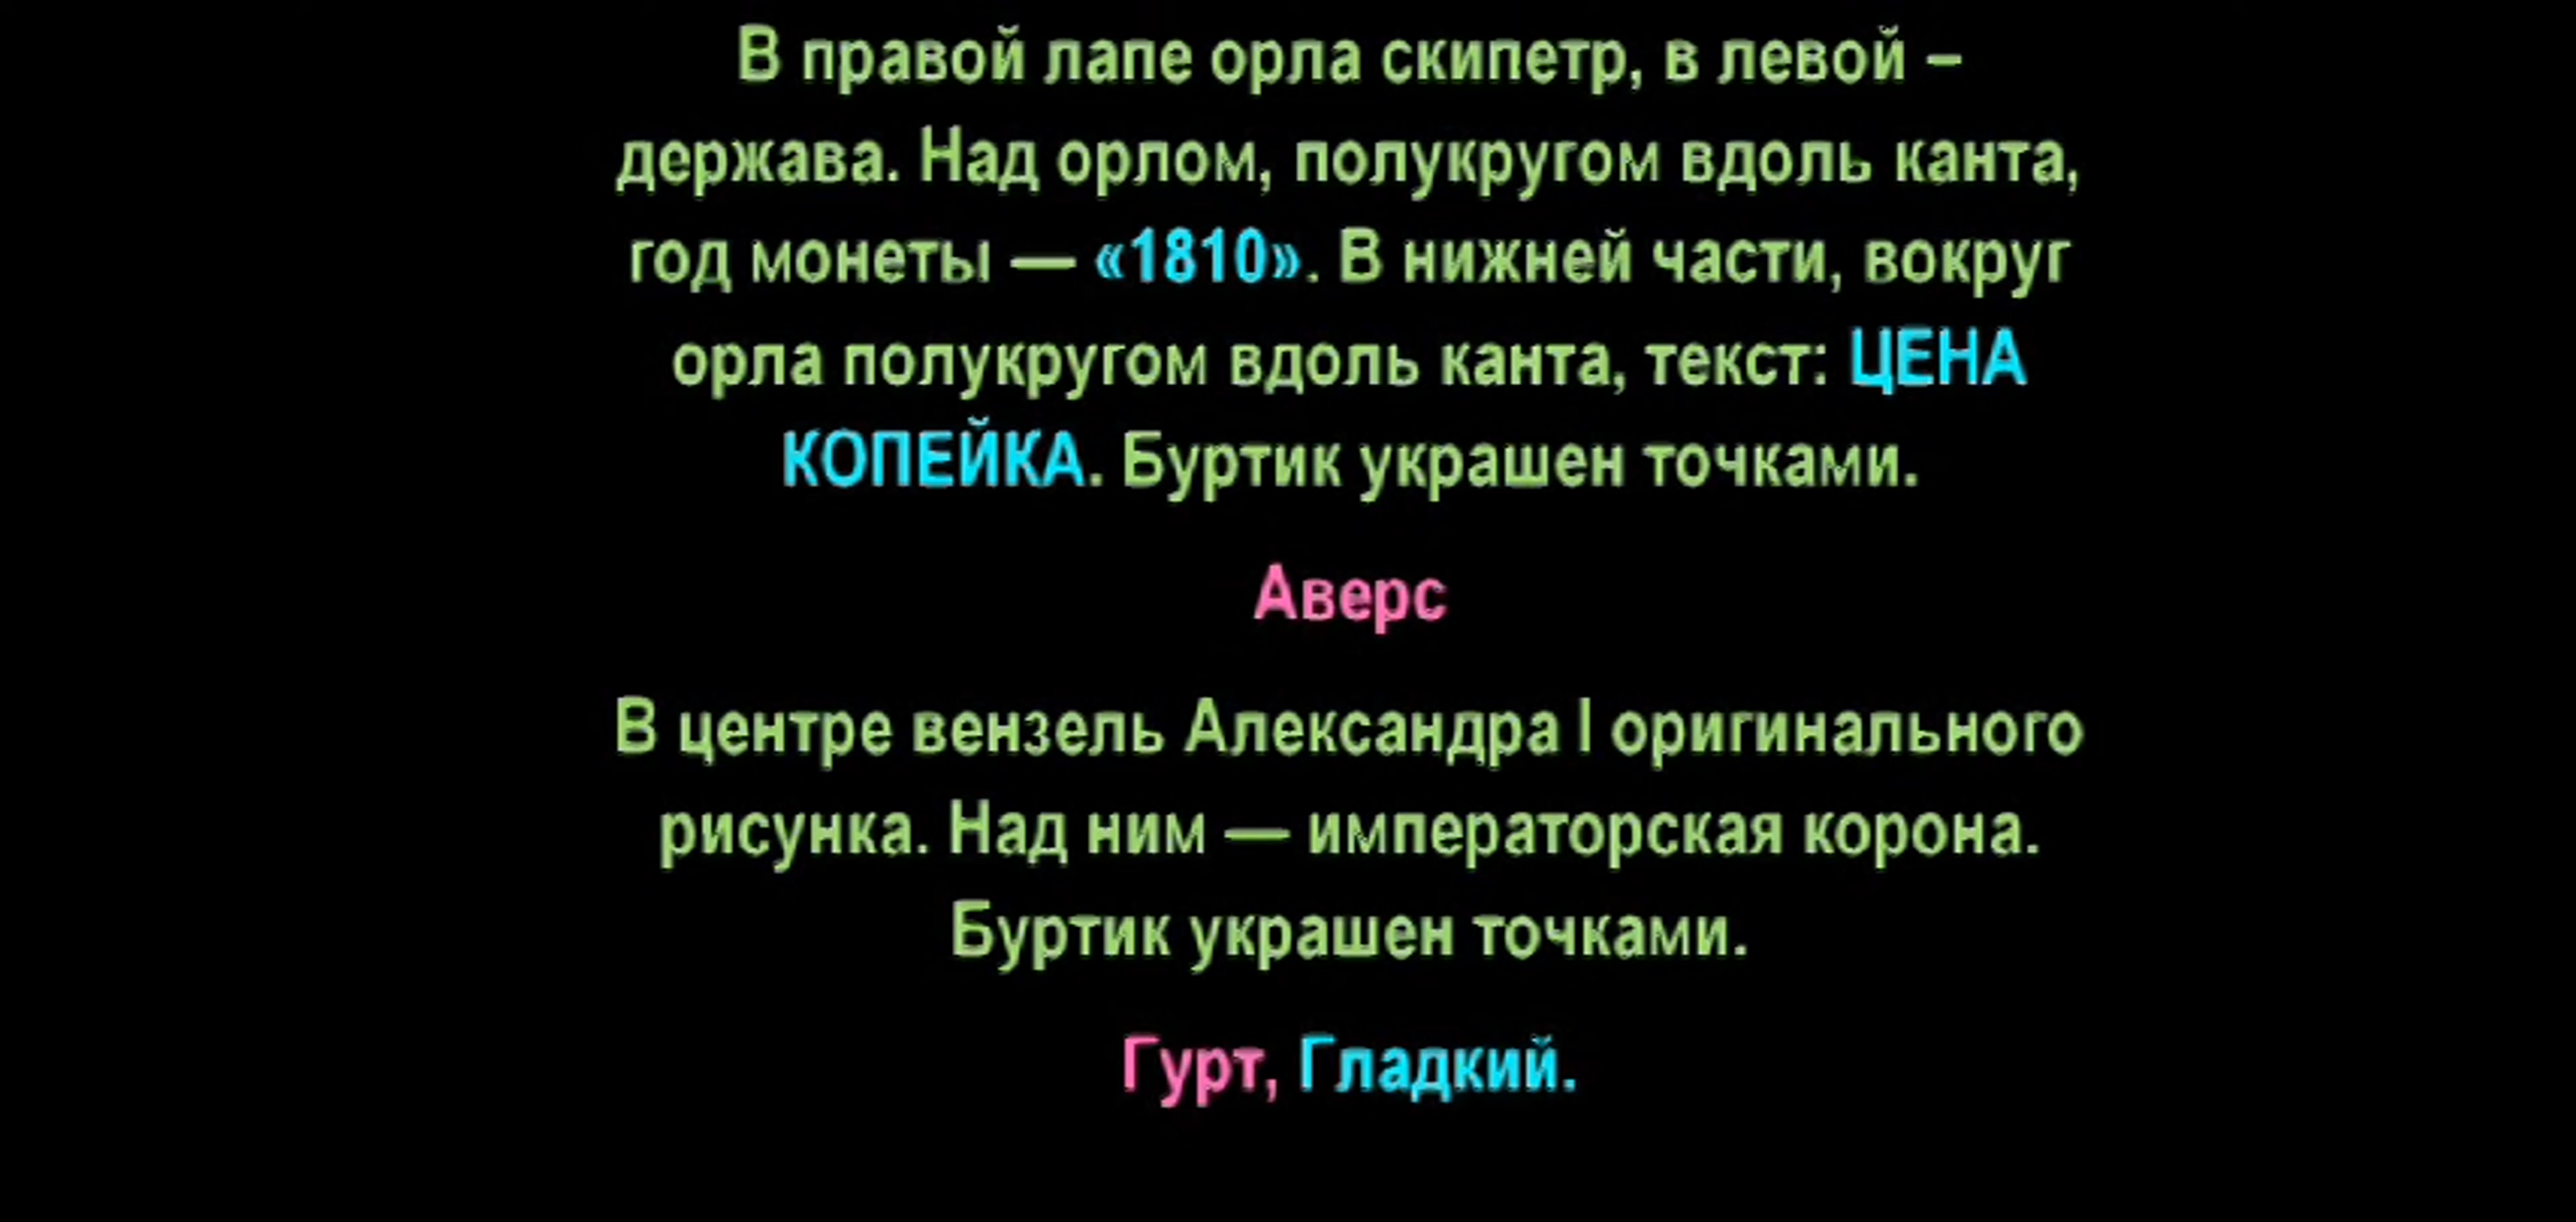 В правой лапе орла скипетр, в левой –
держава. Над орлом, полукругом вдоль канта,
год монеты — «1810». В нижней части, вокруг
орла полукругом вдоль канта, текст: ЦЕНА
КОПЕЙКА. Буртик украшен точками.
Аверс
В центре вензель Александра I оригинального
рисунка. Над ним — императорская корона.
Буртик украшен точками.
Гурт, Гладкий.